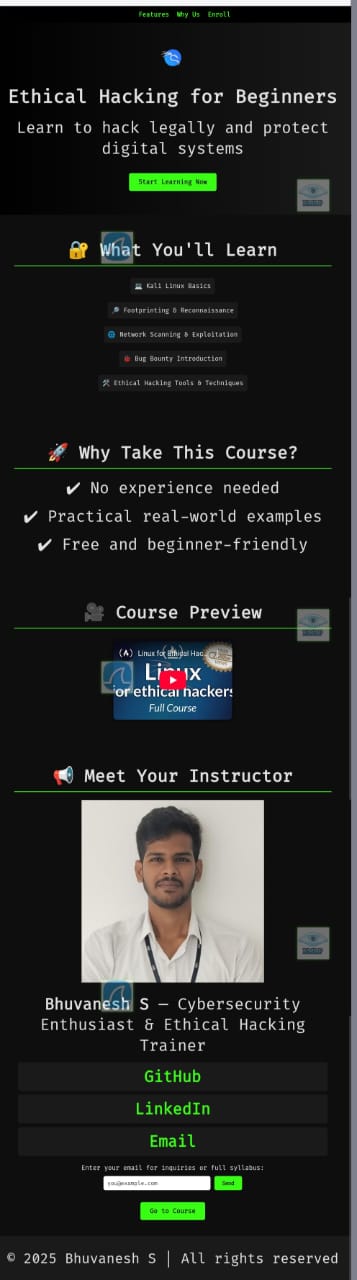 Features Why Us Enroll
Ethical Hacking for Beginners
Learn to hack legally and protect
digital systems
Start Learning Now
What You'll Learn
Kali Linux Basics
Footprinting & Reconnaissance
Network Scanning & Exploitation
Bug Bounty Introduction
Ethical Hacking Tools & Techniques
Why Take This Course?
✔ No experience needed
✔ Practical real-world examples
✔ Free and beginner-friendly
Course Preview
Linux for Ethical Hac...
Linux
for ethical hackers
Full Course
Meet Your Instructor
Bhuvanesh S — Cybersecurity
Enthusiast & Ethical Hacking
Trainer
GitHub
LinkedIn
Email
Enter your email for inquiries or full syllabus:
you@example.com Send
Go to Course
© 2025 Bhuvanesh S | All rights reserved